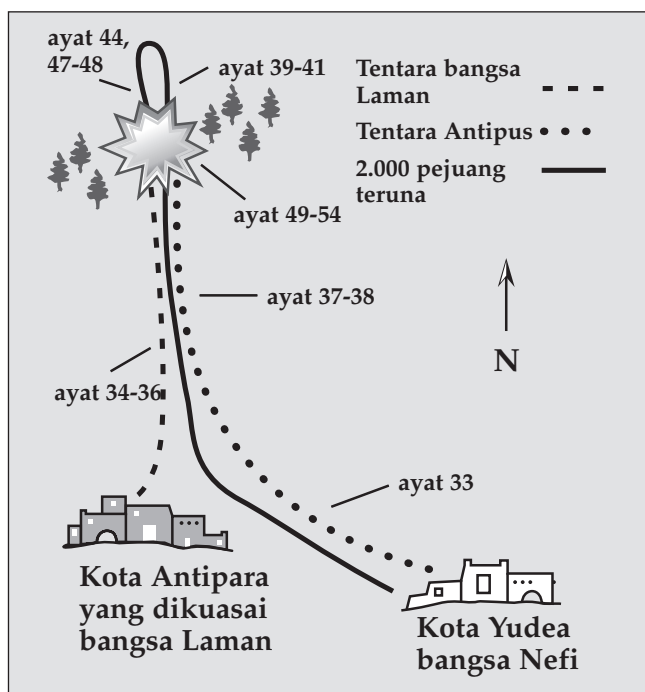 ayat 44,
47-48
ayat 39-41
Tentara bangsa
Laman
Tentara Antipus
2.000 pejuang
teruna
ayat 49-54
ayat 37-38
N
ayat 34-36
ayat 33
Kota Antipara
yang dikuasai
bangsa Laman
Kota Yudea
bangsa Nefi